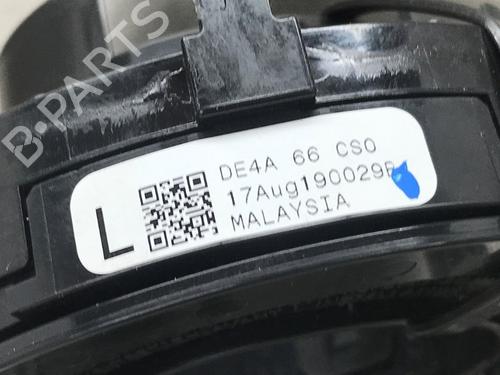 B-PARTS
DE4A 66 CS0
17Aug190029
MALAYSIA
L